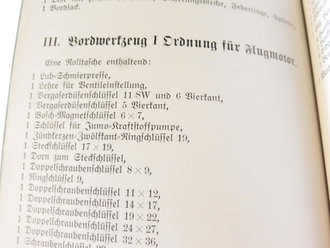 1 Bordsack.
III. Bordwerkzeug I Ordnung für Flugmotor.
Eine Rolltasche enthaltend:
1 Lub-Schmierpresse,
1 Lehre für Ventileinstellung,
1 Vergaserdüsenschlüssel 11 SW und 6 Vierkant,
1 Vergaserdüsenschlüssel 5 Vierkant,
1 Bosch-Magnetschlüssel 6×7,
1 Schlüssel für Jumo-Kraftstoffpumpe,
1 Zündkerzen-Zwölfkant-Ringschlüssel 19,
1 Steckschlüssel 17×19,
1 Dorn zum Steckschlüssel,
1 Doppelschraubenschlüssel 8×9,
1 Ringschlüssel 9,
1 Doppelschraubenschlüssel 11×12,
1 Doppelschraubenschlüssel 14×17,
1 Doppelschraubenschlüssel 19×22,
1 Doppelschraubenschlüssel 24×27,
1 Doppelschraubenschlüssel 32×36,